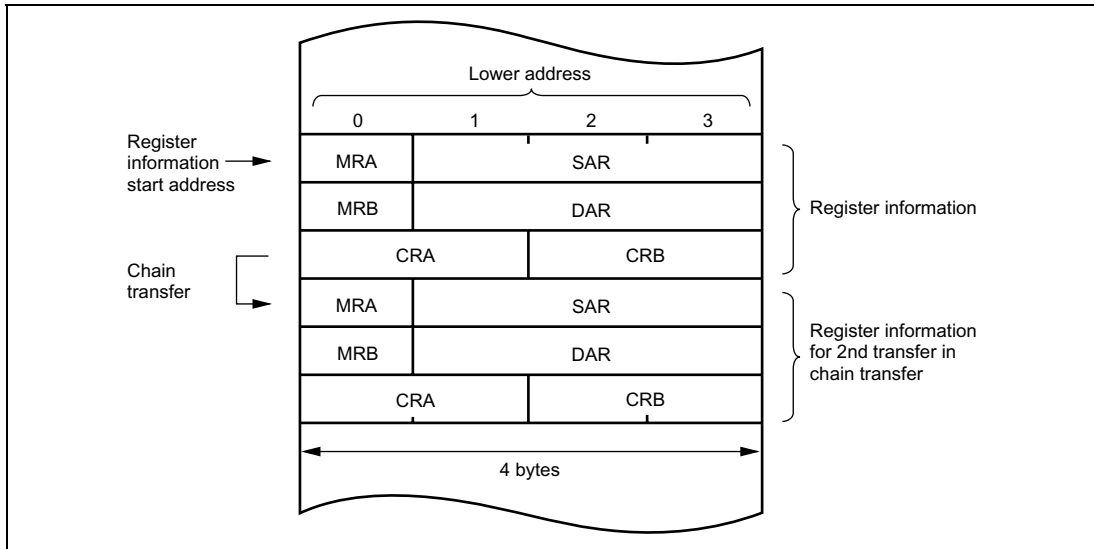 Lower address
0 1 2 3
Register
information
start address
MRA SAR
MRB DAR
Register information
CRA CRB
Chain
transfer
MRA SAR
MRB DAR
Register information
for 2nd transfer in
chain transfer
CRA CRB
4 bytes